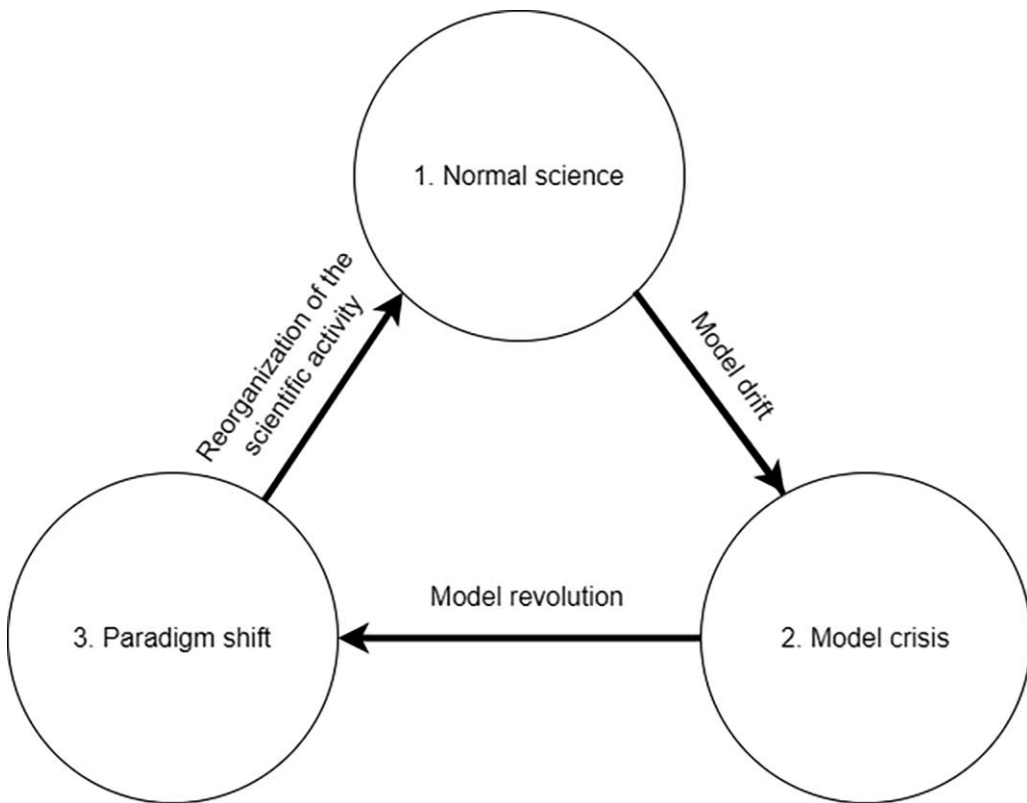 1. Normal science
Reorganization of the
scientific activity
Model drift
Model revolution
3. Paradigm shift
2. Model crisis